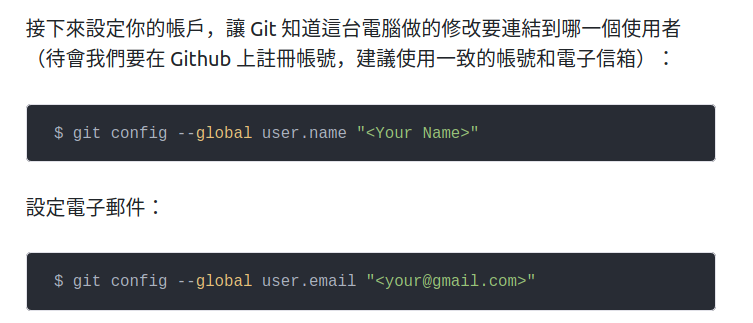 接下來設定你的帳戶，讓 Git 知道這台電腦做的修改要連結到哪一個使用者
（待會我們要在 Github 上註冊帳號，建議使用一致的帳號和電子信箱）：
$ git config --global user.name "<Your Name>"
設定電子郵件：
$ git config --global user.email "<your@gmail.com>"